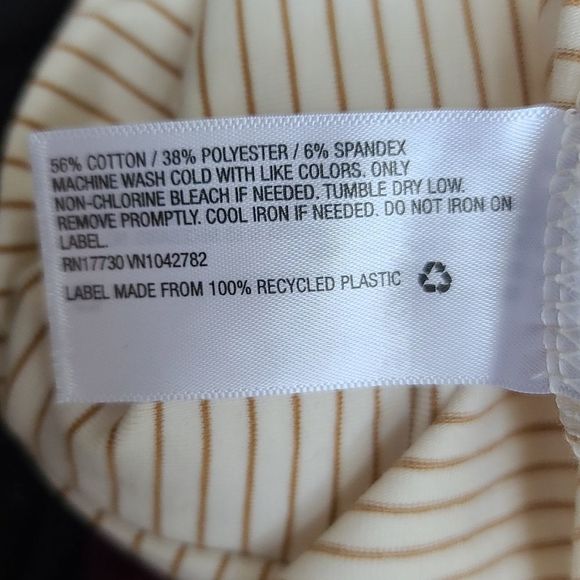 56% COTTON / 38% POLYESTER / 6% SPANDEX
MACHINE WASH COLD WITH LIKE COLORS. ONLY
NON-CHLORINE BLEACH IF NEEDED. TUMBLE DRY LOW.
REMOVE PROMPTLY. COOL IRON IF NEEDED. DO NOT IRON ON
LABEL.
RN17730 VN1042782
LABEL MADE FROM 100% RECYCLED PLASTIC